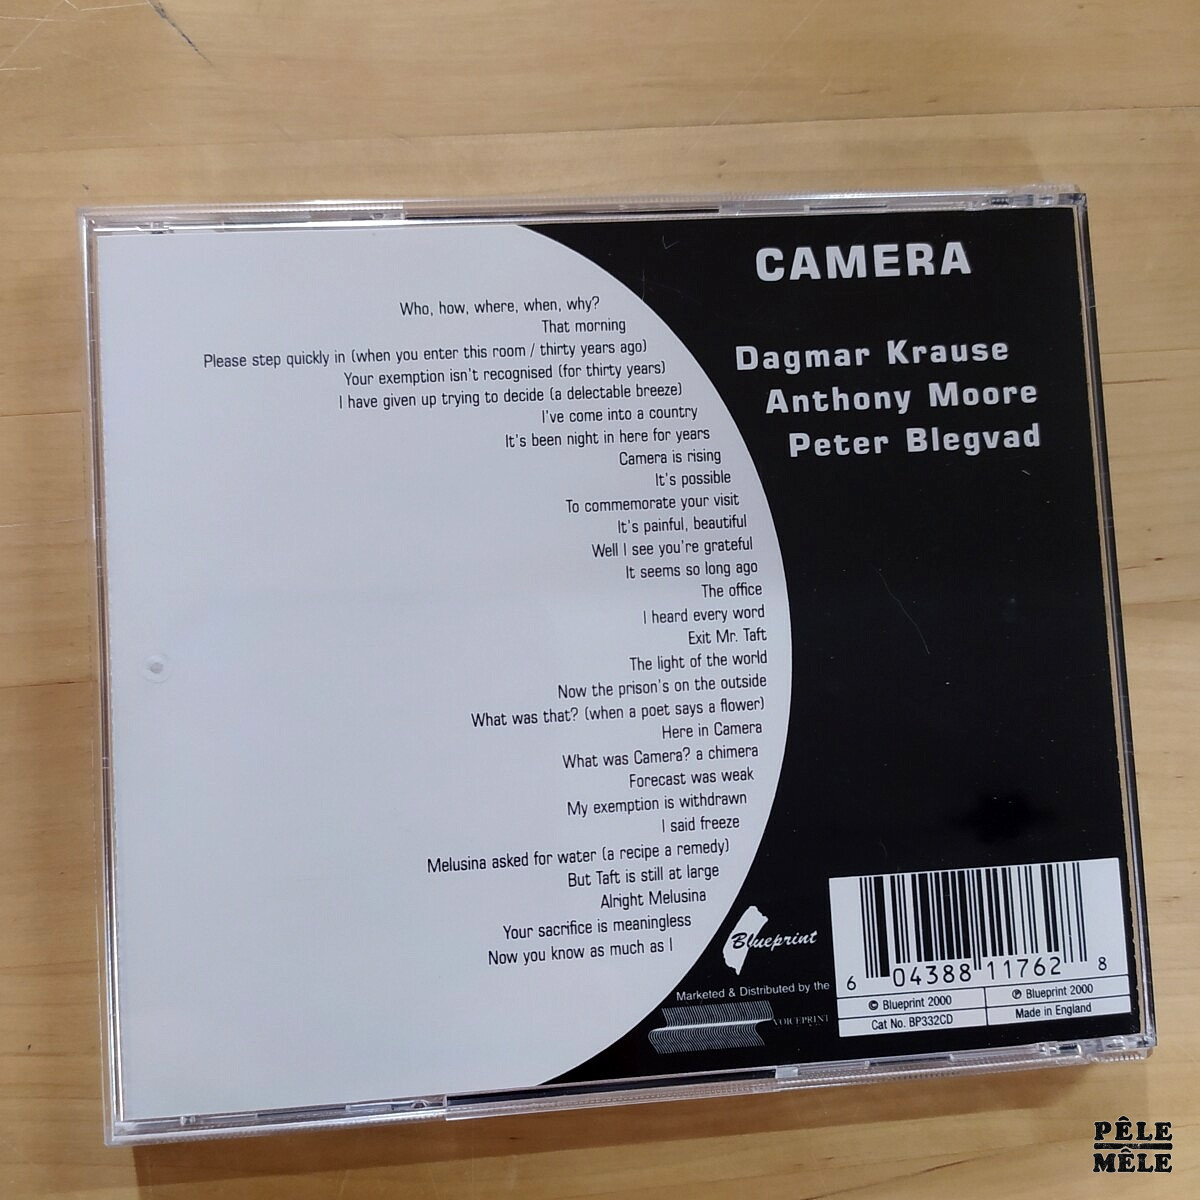 Who, how, where, when, why?
That morning
Please step quickly in (when you enter this room / thirty years ago)
Your exemption isn't recognised (for thirty years)
I have given up trying to decide (a delectable breeze)
I've come into a country
It's been night in here for years
Camera is rising
It's possible
To commemorate your visit
It's painful, beautiful
Well I see you're grateful
It seems so long ago
The office
I heard every word
Exit Mr. Taft
The light of the world
Now the prison's on the outside
What was that? (when a poet says a flower)
Here in Camera
What was Camera? a chimera
Forecast was weak
My exemption is withdrawn
I said freeze
Melusina asked for water (a recipe a remedy)
But Taft is still at large
Alright Melusina
Your sacrifice is meaningless
Now you know as much as I
CAMERA
Dagmar Krause
Anthony Moore
Peter Blegvad
Blueprint
Marketed & Distributed by the
VOICEPRINT
6 04388 11762 8
© Blueprint 2000
℗ Blueprint 2000
Cat No. BP332CD
Made in England
PÊLE
MÊLE